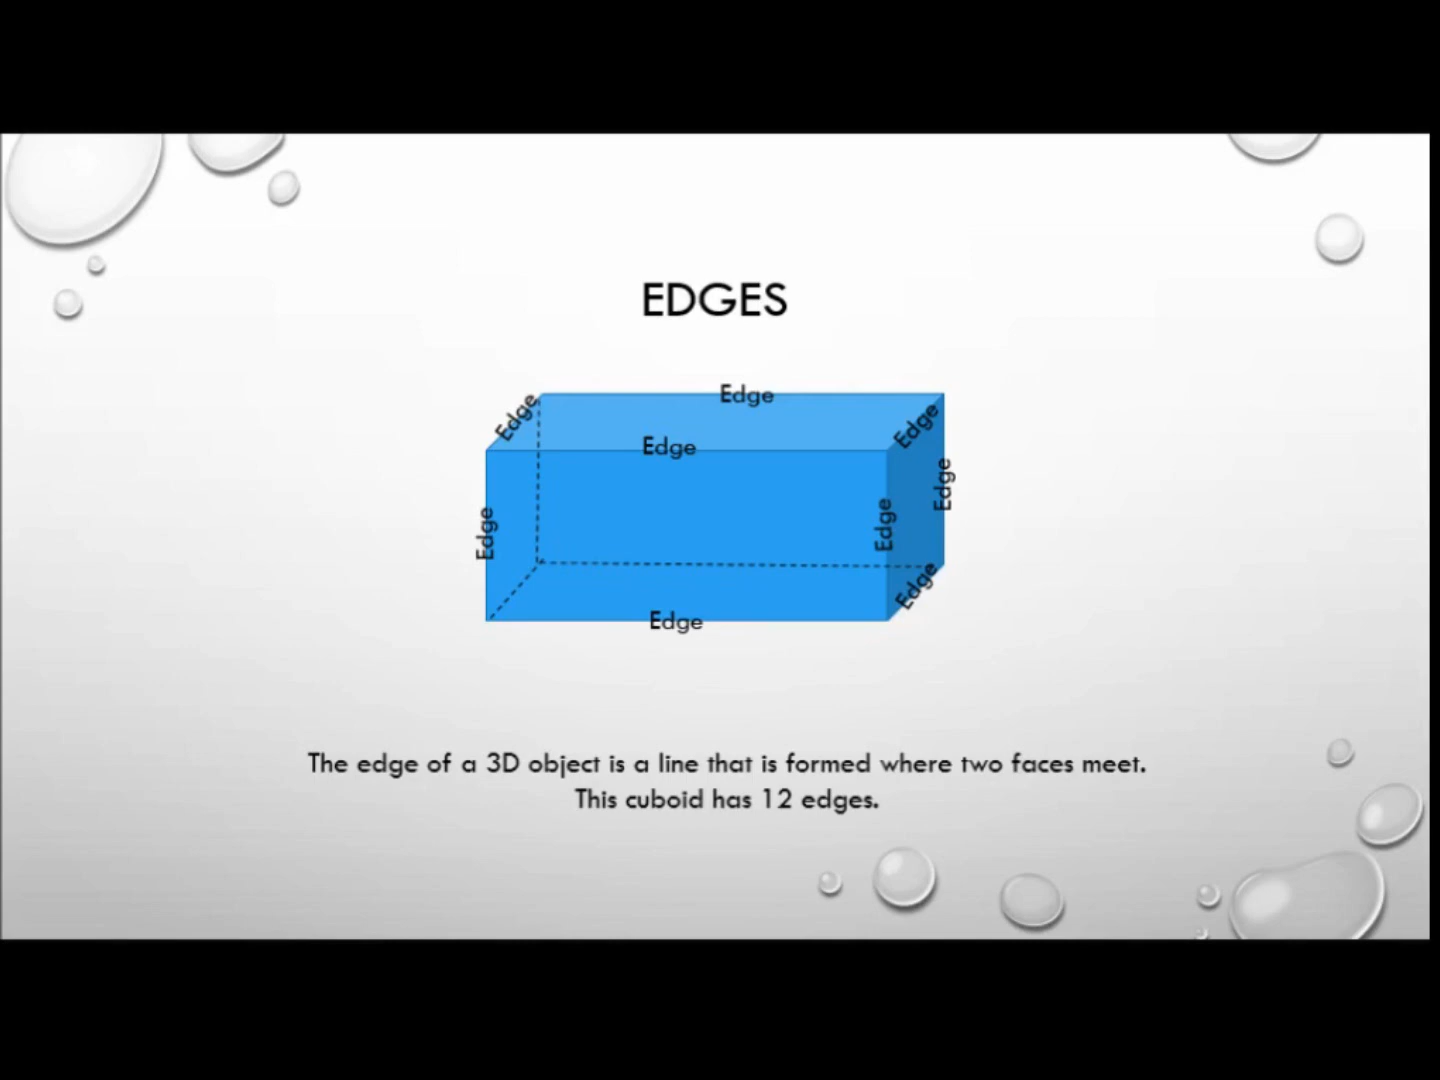 EDGES
Edge
Edge
Edge
Edge
Edge
Edge
Edge
Edge
Edge
The edge of a 3D object is a line that is formed where two faces meet.
This cuboid has 12 edges.